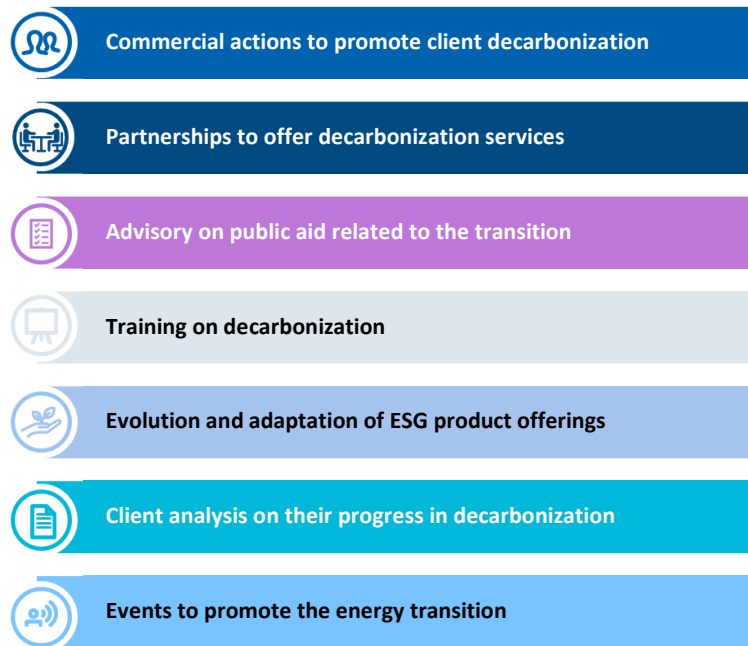 Commercial actions to promote client decarbonization
Partnerships to offer decarbonization services
Advisory on public aid related to the transition
Training on decarbonization
Evolution and adaptation of ESG product offerings
Client analysis on their progress in decarbonization
Events to promote the energy transition